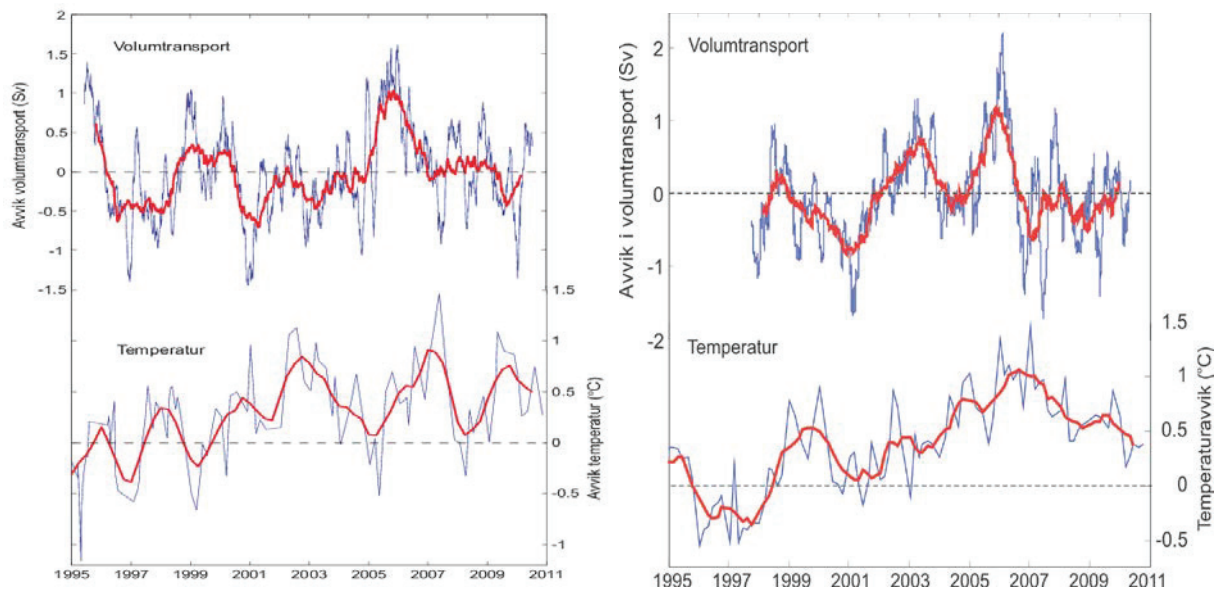 2
Volumtransport
1.5
1
0.5
0
-0.5
-1
-1.5
Avvik volumtransport (Sv)
1.5
1
0.5
0
-0.5
-1
Avvik temperatur (°C)
Temperatur
1995 1997 1999 2001 2003 2005 2007 2009 2011
Volumtransport
2
1
0
-1
-2
Avvik i volumtransport (Sv)
Temperatur
1.5
1
0.5
0
-0.5
Temperaturavvik (°C)
1995 1997 1999 2001 2003 2005 2007 2009 2011